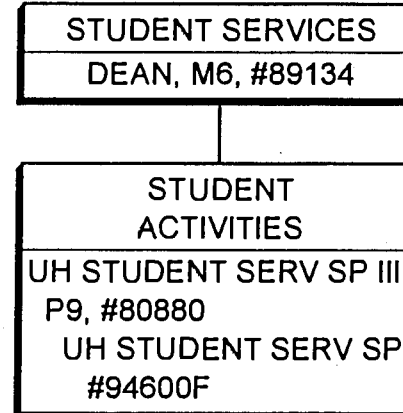 STUDENT SERVICES
DEAN, M6, #89134
STUDENT
ACTIVITIES
UH STUDENT SERV SP III
P9, #80880
UH STUDENT SERV SP
#94600F